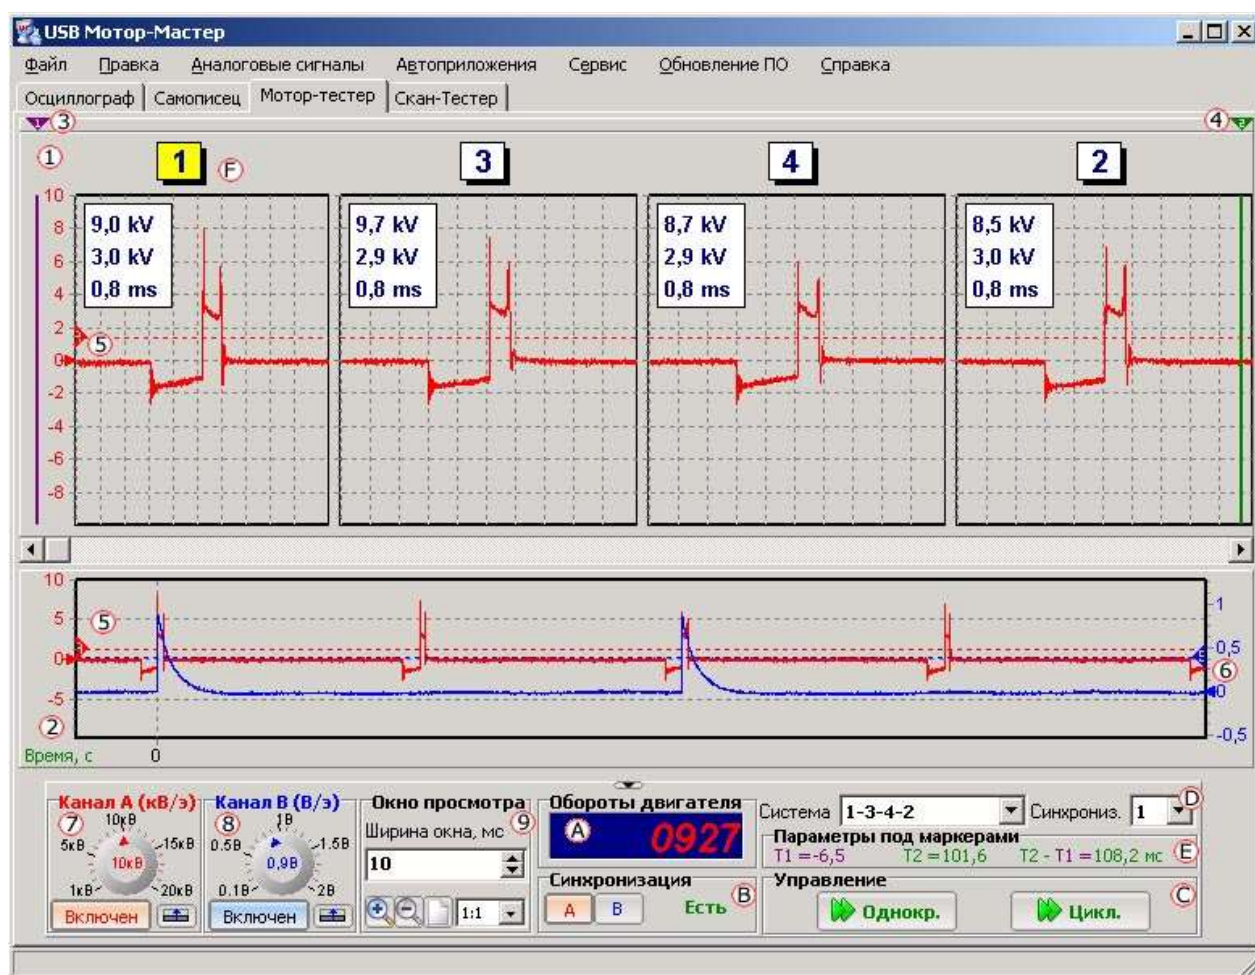 USB Мотор-Мастер
Файл Правка Аналоговые сигналы Автоприложения Сервис Обновление ПО Справка
Осциллограф Самописец Мотор-тестер Скан-Тестер
1 3 4 2
1 1 F 3 4 2
10
8
6
4
2
0
-2
-4
-6
-8
9,0 kV
3,0 kV
0,8 ms
9,7 kV
2,9 kV
0,8 ms
8,7 kV
2,9 kV
0,8 ms
8,5 kV
3,0 kV
0,8 ms
5
10
5
0
-5
5
1
0,5
0
-0,5
6
2
Время, с 0
Канал А (кВ/э)
7
1кВ 5кВ 10кВ 15кВ 20кВ
10кВ
Включен
Канал В (В/э)
8
0.1В 0.5В 1В 1.5В 2В
0,9В
Включен
Окно просмотра
Ширина окна, мс 9
10
1:1
Обороты двигателя
A 0927
Синхронизация
A B Есть B
Система 1-3-4-2 Синхрониз. 1 D
Параметры под маркерами
T1 =-6,5 T2 =101,6 T2 - T1 =108,2 мс E
Управление
Однокр. Цикл. C